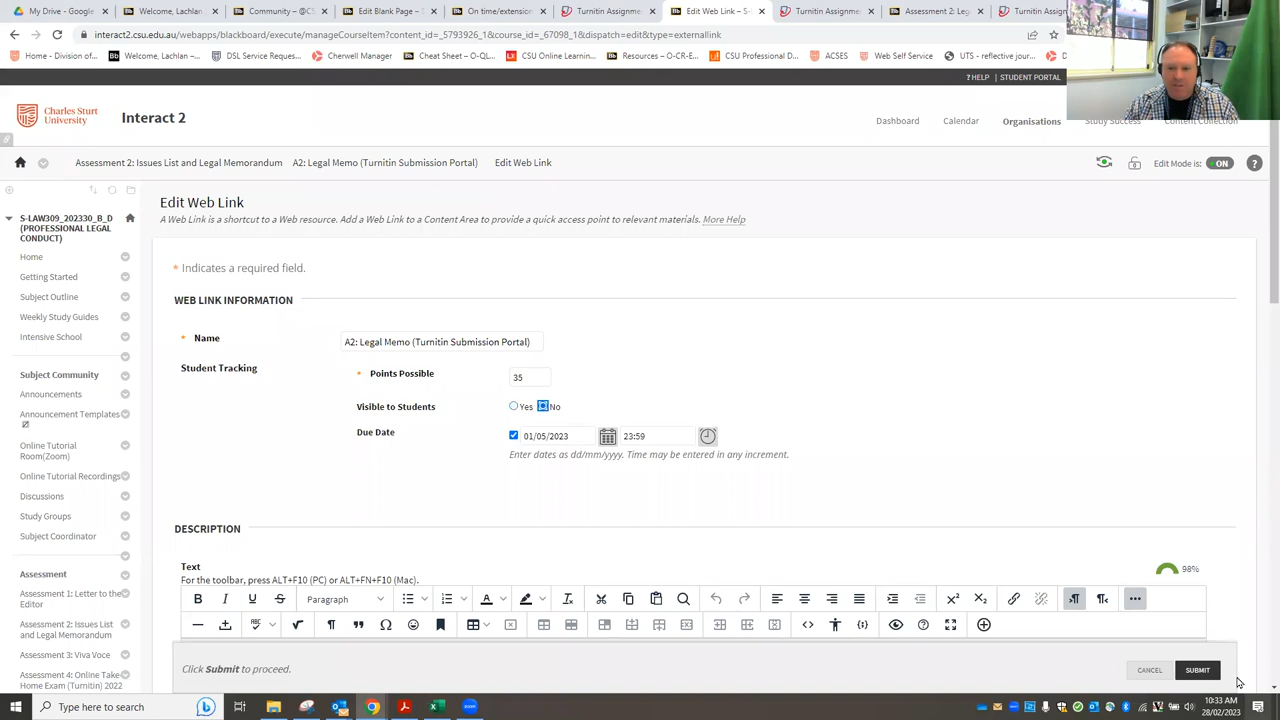 My Drive - Google
Welcome, Lachlan
Community – @CS
Edit Blank Page – S
On time/extension
Turnitin Assignme
Edit Web Link – S-
Turnitin Assignme
Assessment 2: Leg
Turnitin Assignme
interact2.csu.edu.au/webapps/blackboard/execute/manageCourseItem?content_id=_5793926_1&course_id=_67098_1&dispatch=edit&type=externallink
Home - Division of...
Welcome, Lachlan –...
DSL Service Reques...
Cherwell Manager
Cheat Sheet – O-QL...
Resources – O-CR-E...
CSU Online Learnin...
CSU Professional D...
ACSES
Web Self Service
UTS - reflective jour...
? HELP | STUDENT PORTAL
Charles Sturt
University
Interact 2
Dashboard Calendar Organisations Study Success Content Collection
Assessment 2: Issues List and Legal Memorandum A2: Legal Memo (Turnitin Submission Portal) Edit Web Link
Edit Mode is: ON ?
S-LAW309_202330_B_D
(PROFESSIONAL LEGAL
CONDUCT)
Home
Getting Started
Subject Outline
Weekly Study Guides
Intensive School
Subject Community
Announcements
Announcement Templates
Online Tutorial
Room(Zoom)
Online Tutorial Recordings
Discussions
Study Groups
Subject Coordinator
Assessment
Assessment 1: Letter to the
Editor
Assessment 2: Issues List
and Legal Memorandum
Assessment 3: Viva Voce
Assessment 4: Online Take
Home Exam (Turnitin) 2022
Edit Web Link
A Web Link is a shortcut to a Web resource. Add a Web Link to a Content Area to provide a quick access point to relevant materials. More Help
* Indicates a required field.
WEB LINK INFORMATION
* Name A2: Legal Memo (Turnitin Submission Portal)
Student Tracking
* Points Possible 35
Visible to Students Yes No
Due Date 01/05/2023 23:59
Enter dates as dd/mm/yyyy. Time may be entered in any increment.
DESCRIPTION
Text
98%
For the toolbar, press ALT+F10 (PC) or ALT+FN+F10 (Mac).
Paragraph
Click Submit to proceed.
CANCEL SUBMIT
Type here to search
10:33 AM
28/02/2023